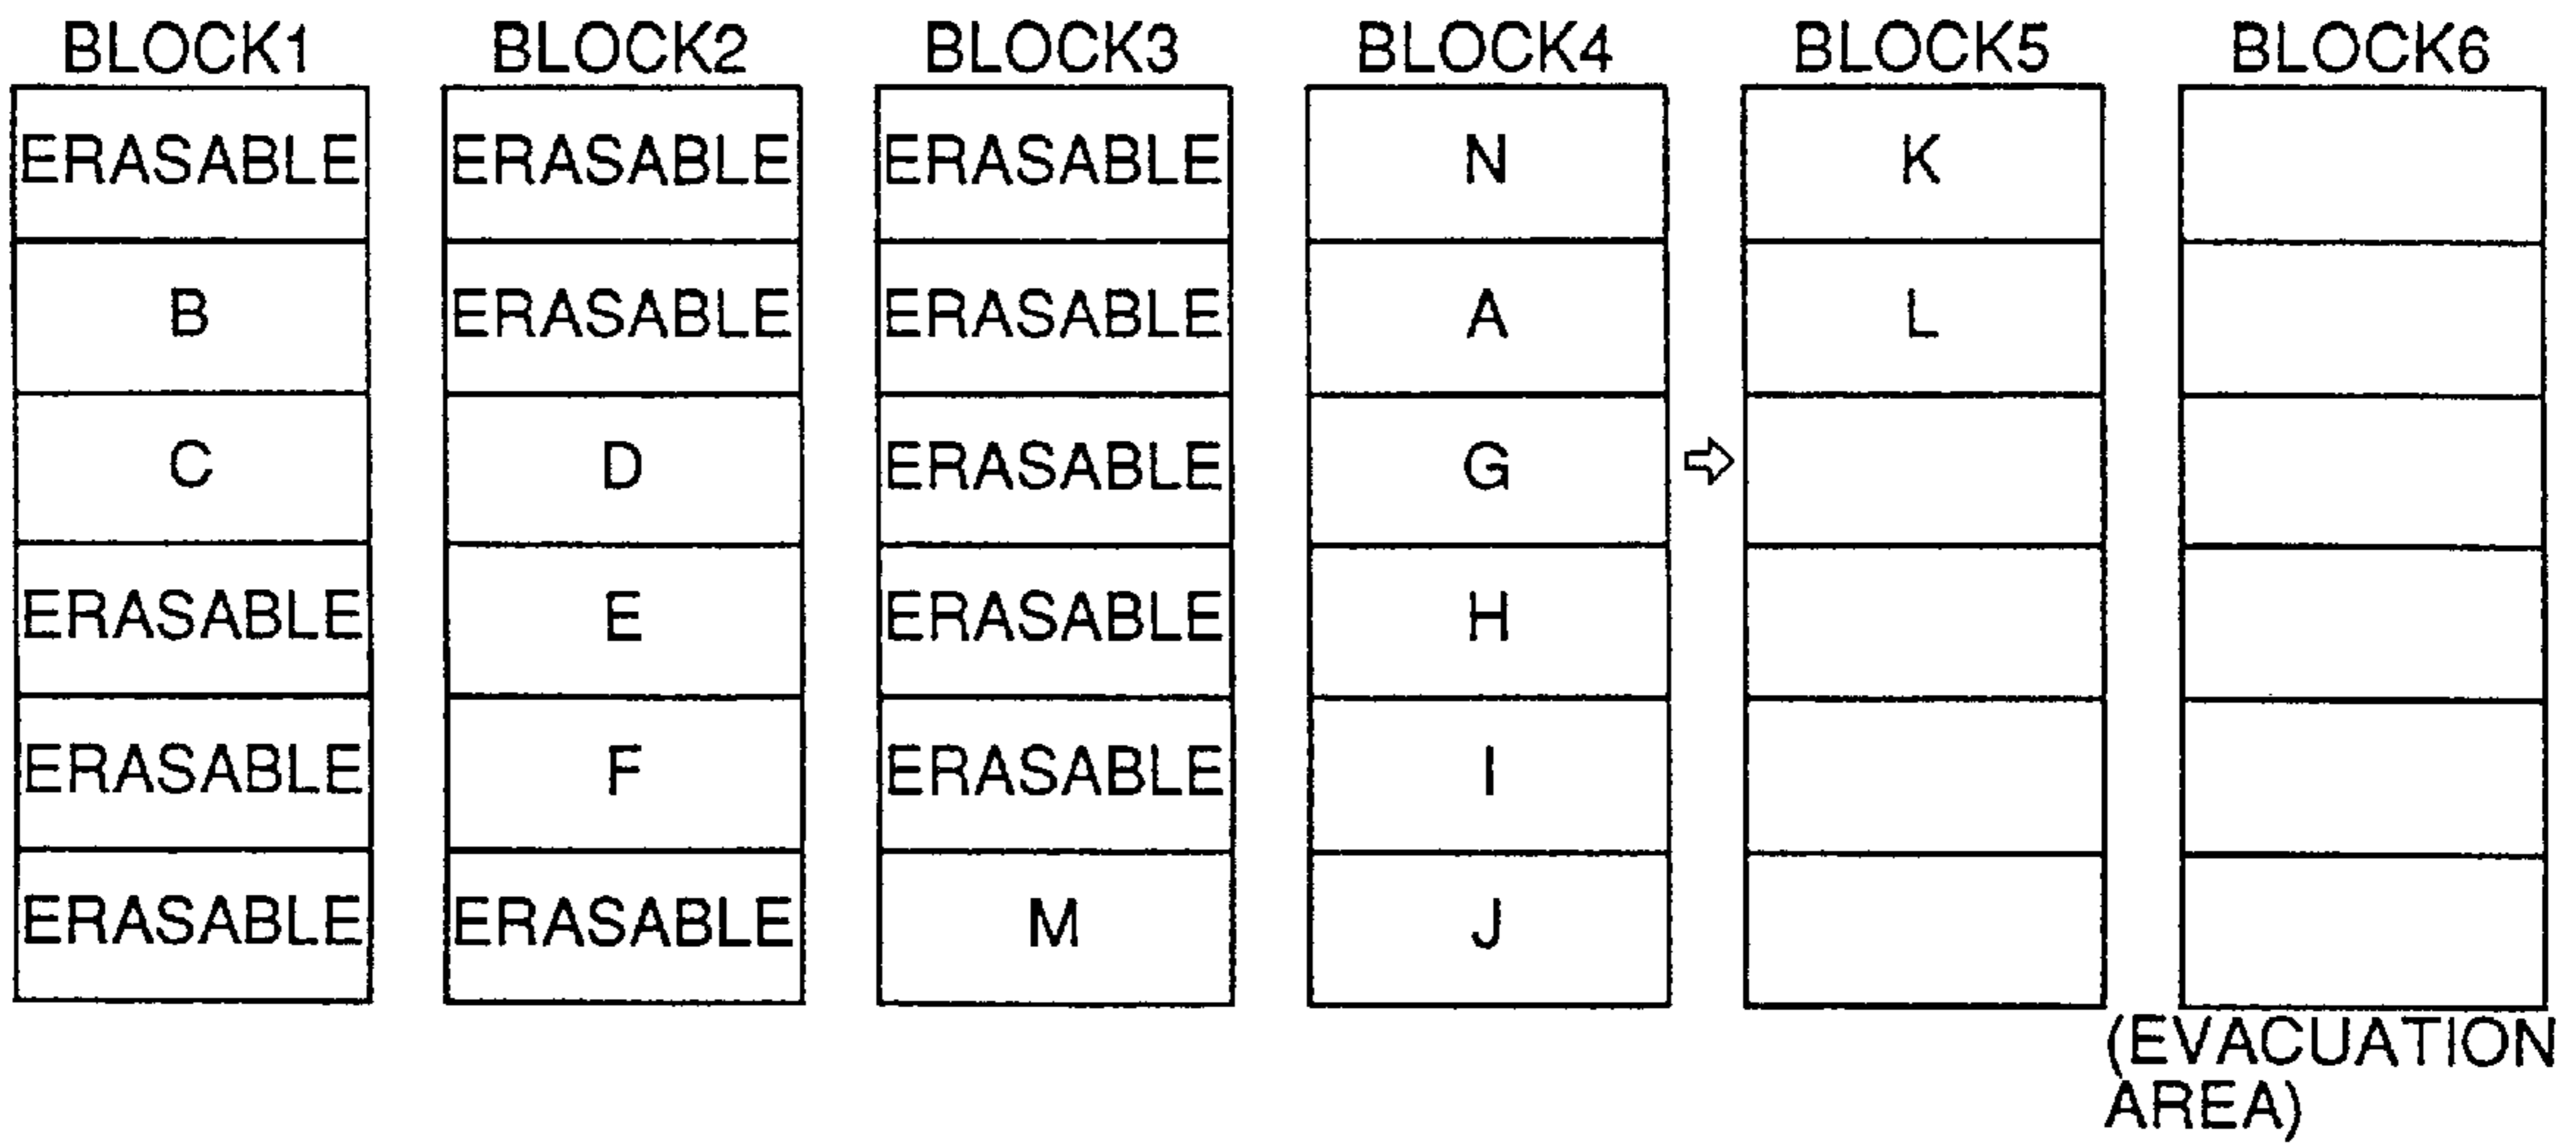 BLOCK1 BLOCK2 BLOCK3 BLOCK4 BLOCK5 BLOCK6
ERASABLE ERASABLE ERASABLE N K
B ERASABLE ERASABLE A L
C D ERASABLE G
ERASABLE E ERASABLE H
ERASABLE F ERASABLE I
ERASABLE ERASABLE M J
(EVACUATION
AREA)